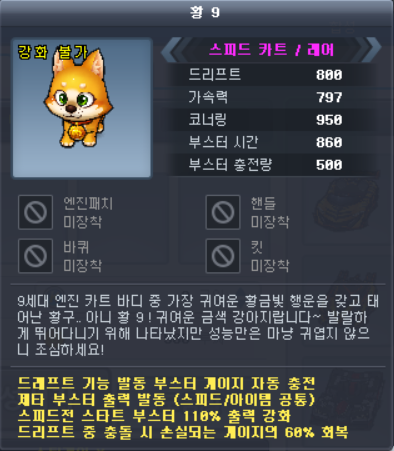 황 9
강화 불가
스피드 카트 / 레어
드리프트 800
가속력 797
코너링 950
부스터 시간 860
부스터 충전량 500
엔진패치
미장착
핸들
미장착
바퀴
미장착
킷
미장착
9세대 엔진 카트 바디 중 가장 귀여운 황금빛 행운을 갖고 태
어난 황구.. 아니 황 9 ! 귀여운 금색 강아지랍니다~ 발랄하
게 뛰어다니기 위해 나타났지만 성능만은 마냥 귀엽지 않으
니 조심하세요!
드래프트 기능 발동 부스터 게이지 자동 충전
제타 부스터 출력 발동 (스피드/아이템 공통)
스피드전 스타트 부스터 110% 출력 강화
드리프트 중 충돌 시 손실되는 게이지의 60% 회복